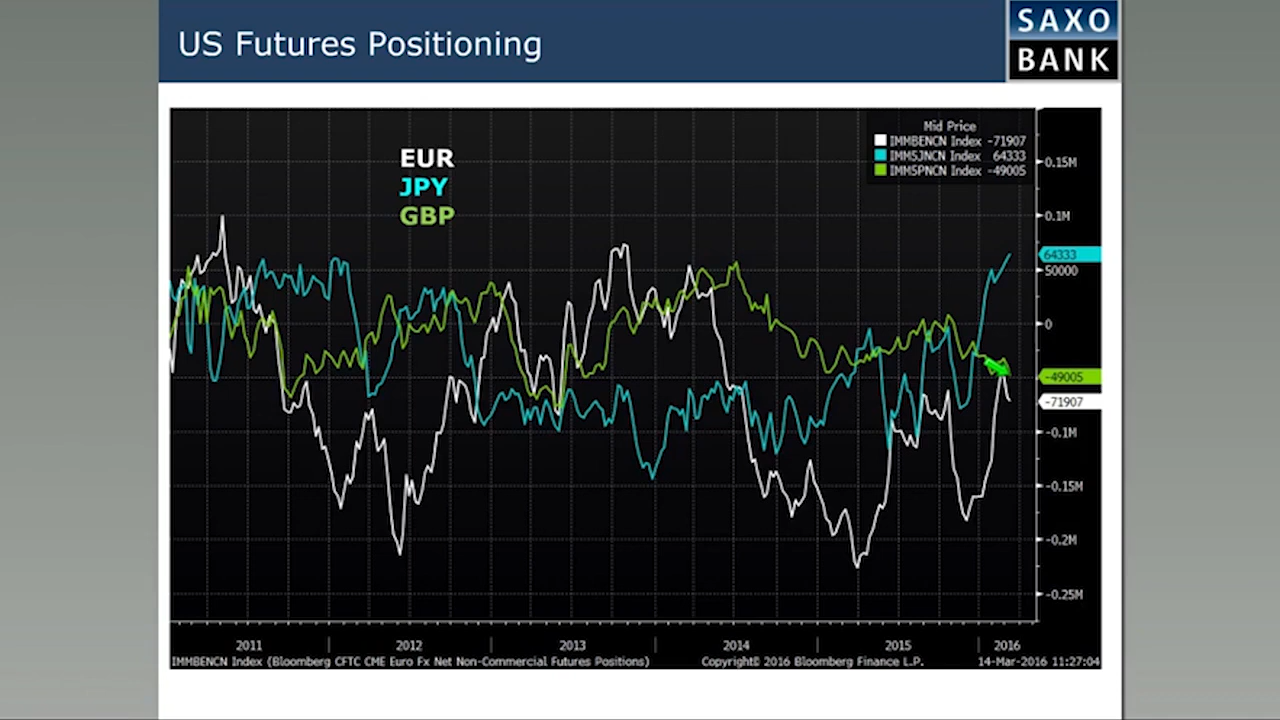 US Futures Positioning
SAXO
BANK
EUR
JPY
GBP
Mid Price
IMMBENCN Index -71907
IMM5JNCN Index 64333
IMM5PNCN Index -49005
0.15M
0.1M
64333
50000
0
-49005
-71907
-0.1M
-0.15M
-0.2M
-0.25M
2011 2012 2013 2014 2015 2016
IMMBENCN Index (Bloomberg CFTC CME Euro Fx Net Non-Commercial Futures Positions) Copyright© 2016 Bloomberg Finance L.P. 14-Mar-2016 11:27:04